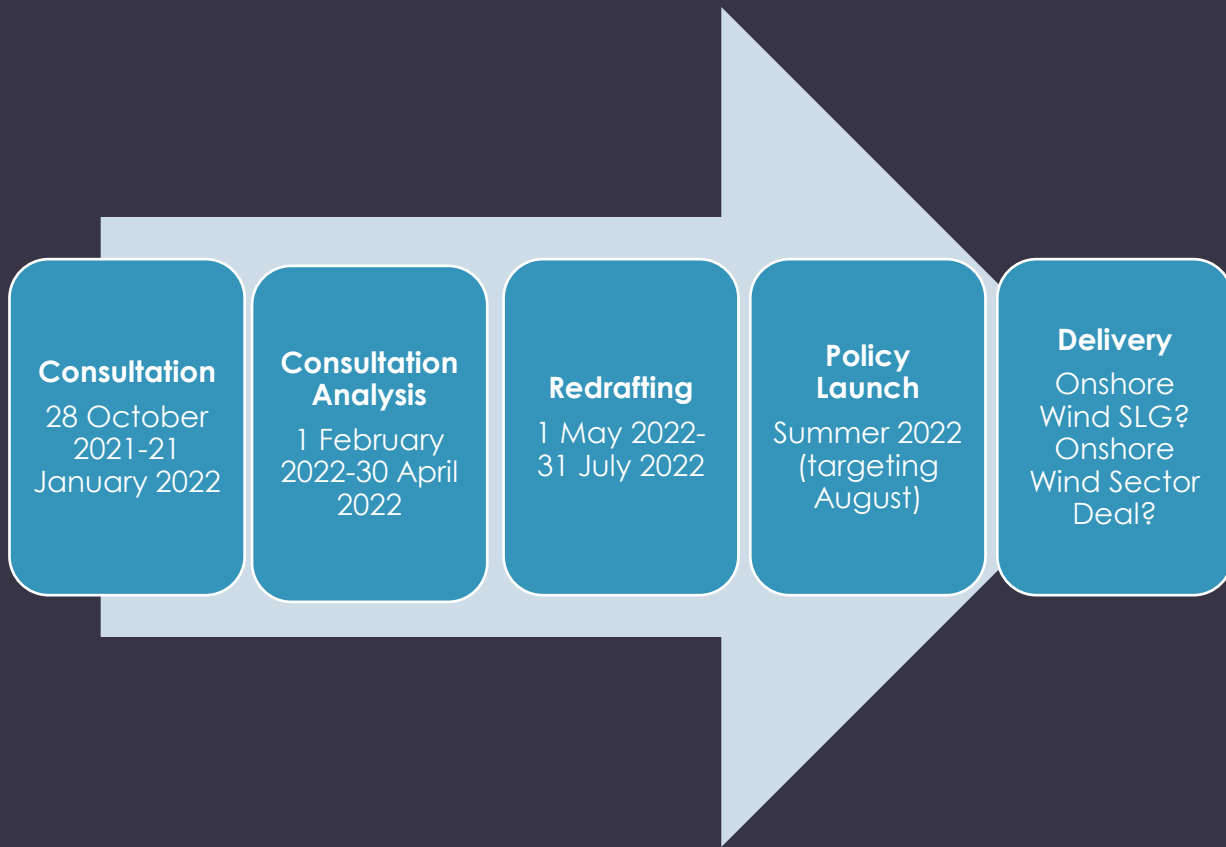 Consultation
28 October
2021-21
January 2022
Consultation
Analysis
1 February
2022-30 April
2022
Redrafting
1 May 2022-
31 July 2022
Policy
Launch
Summer 2022
(targeting
August)
Delivery
Onshore
Wind SLG?
Onshore
Wind Sector
Deal?